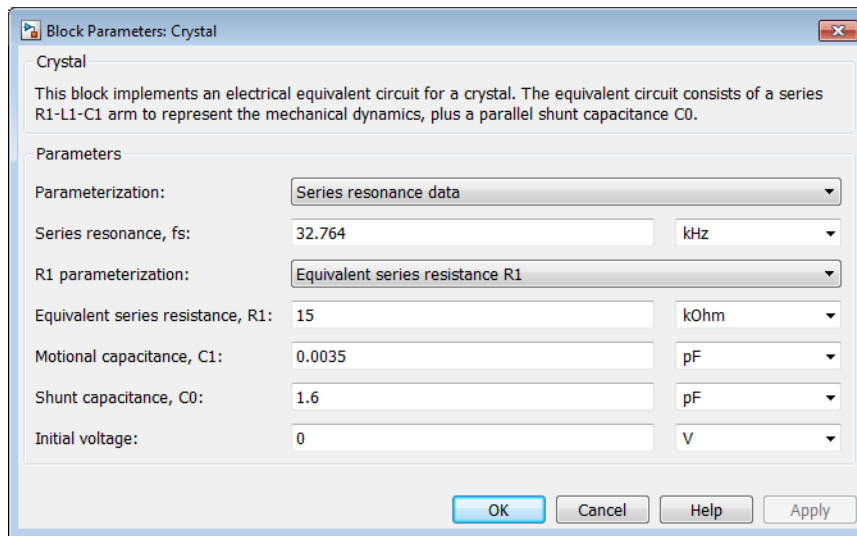 Block Parameters: Crystal
Crystal
This block implements an electrical equivalent circuit for a crystal. The equivalent circuit consists of a series
R1-L1-C1 arm to represent the mechanical dynamics, plus a parallel shunt capacitance C0.
Parameters
Parameterization: Series resonance data
Series resonance, fs: 32.764 kHz
R1 parameterization: Equivalent series resistance R1
Equivalent series resistance, R1: 15 kOhm
Motional capacitance, C1: 0.0035 pF
Shunt capacitance, C0: 1.6 pF
Initial voltage: 0 V
OK Cancel Help Apply